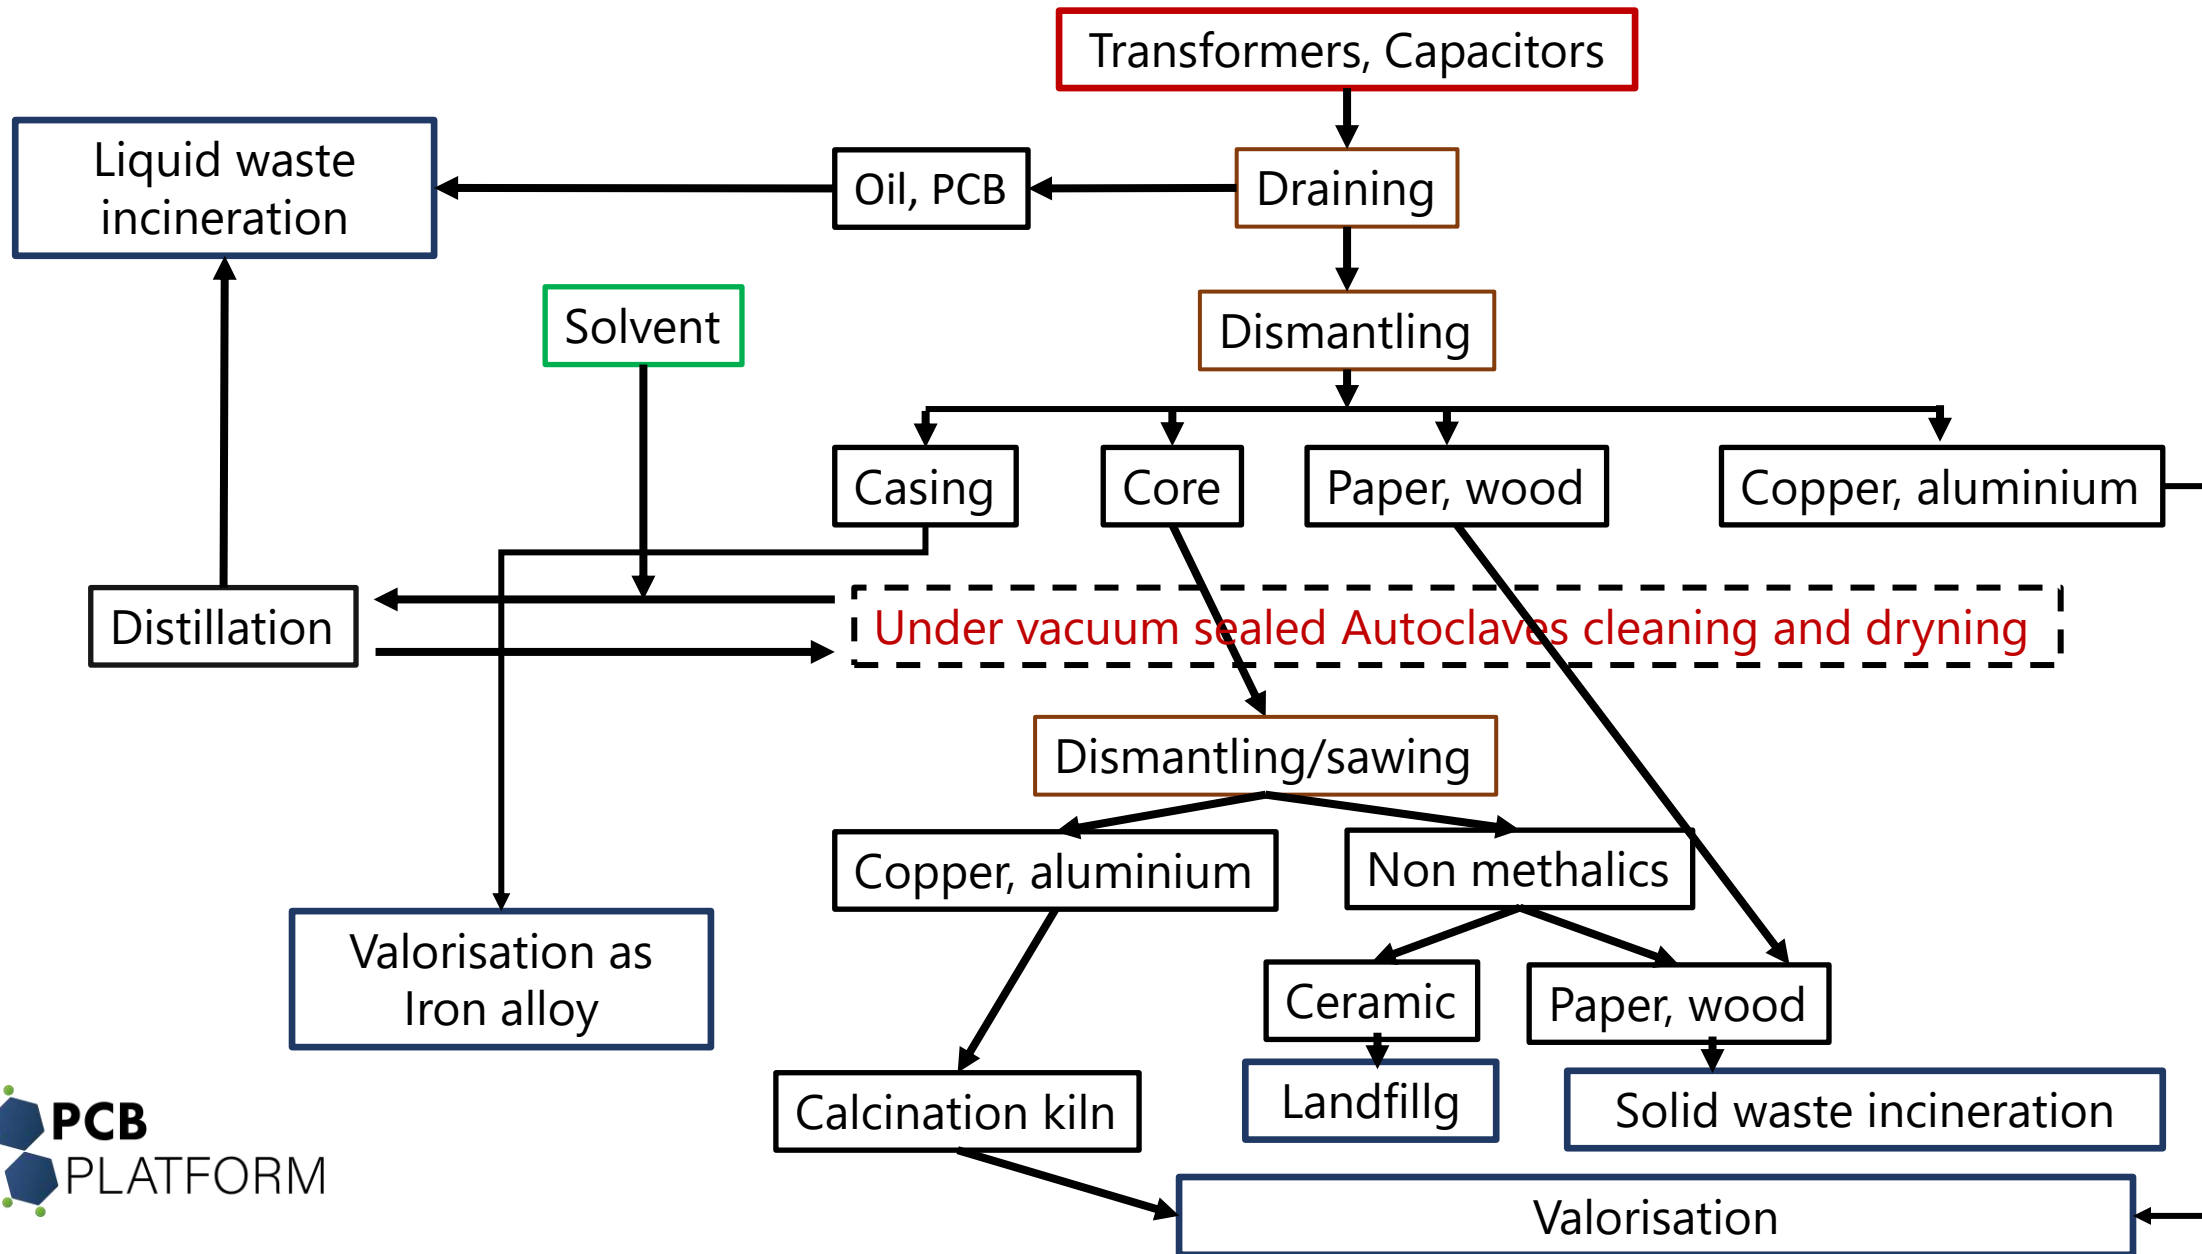 Transformers, Capacitors
Liquid waste
incineration
Oil, PCB
Draining
Solvent
Dismantling
Casing
Core
Paper, wood
Copper, aluminium
Distillation
Under vacuum sealed Autoclaves cleaning and dryning
Dismantling/sawing
Copper, aluminium
Non methalics
Valorisation as
Iron alloy
Ceramic
Paper, wood
Calcination kiln
Landfillg
Solid waste incineration
PCB
PLATFORM
Valorisation